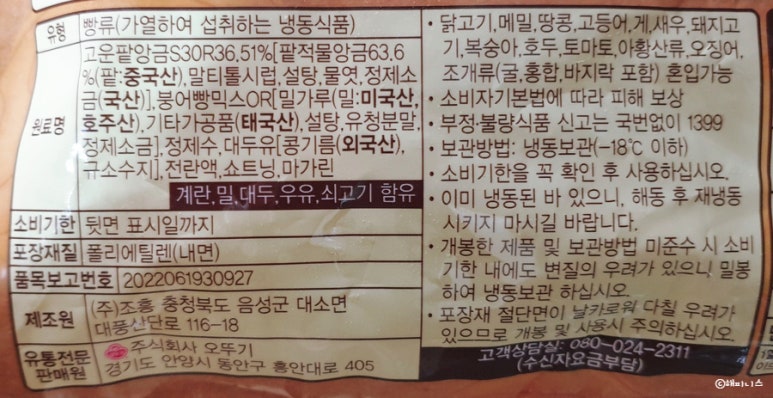 유형 빵류(가열하여 섭취하는 냉동식품)
원료명
고운팥앙금S30R36.51%[팥적물앙금63.6
%(팥:중국산),말티톨시럽,설탕,물엿,정제소
금(국산)],붕어빵믹스OR[밀가루(밀:미국산,
호주산),기타가공품(태국산),설탕,유청분말,
정제소금],정제수,대두유[콩기름(외국산),
규소수지],전란액,쇼트닝,마가린
계란,밀,대두,우유,쇠고기 함유
소비기한 뒷면 표시일까지
포장재질 폴리에틸렌(내면)
품목보고번호 2022061930927
제조원 (주)조흥 충청북도 음성군 대소면
대풍산단로 116-18
유통전문
판매원
주식회사 오뚜기
경기도 안양시 동안구 흥안대로 405
• 닭고기,메밀,땅콩,고등어,게,새우,돼지고
기,복숭아,호두,토마토,아황산류,오징어,
조개류(굴,홍합,바지락 포함) 혼입가능
• 소비자기본법에 따라 피해 보상
• 부정·불량식품 신고는 국번없이 1399
• 보관방법: 냉동보관(-18℃ 이하)
• 소비기한을 꼭 확인 후 사용하십시오.
• 이미 냉동된 바 있으니, 해동 후 재냉동
시키지 마시길 바랍니다.
• 개봉한 제품 및 보관방법 미준수 시 소비
기한 내에도 변질의 우려가 있으니 밀봉
하여 냉동보관 하십시오.
• 포장재 절단면이 날카로워 다칠 우려가
있으므로 개봉 및 사용시 주의하십시오.
고객상담실: 080-024-2311
(수신자요금부담)
ⓒ해피니스